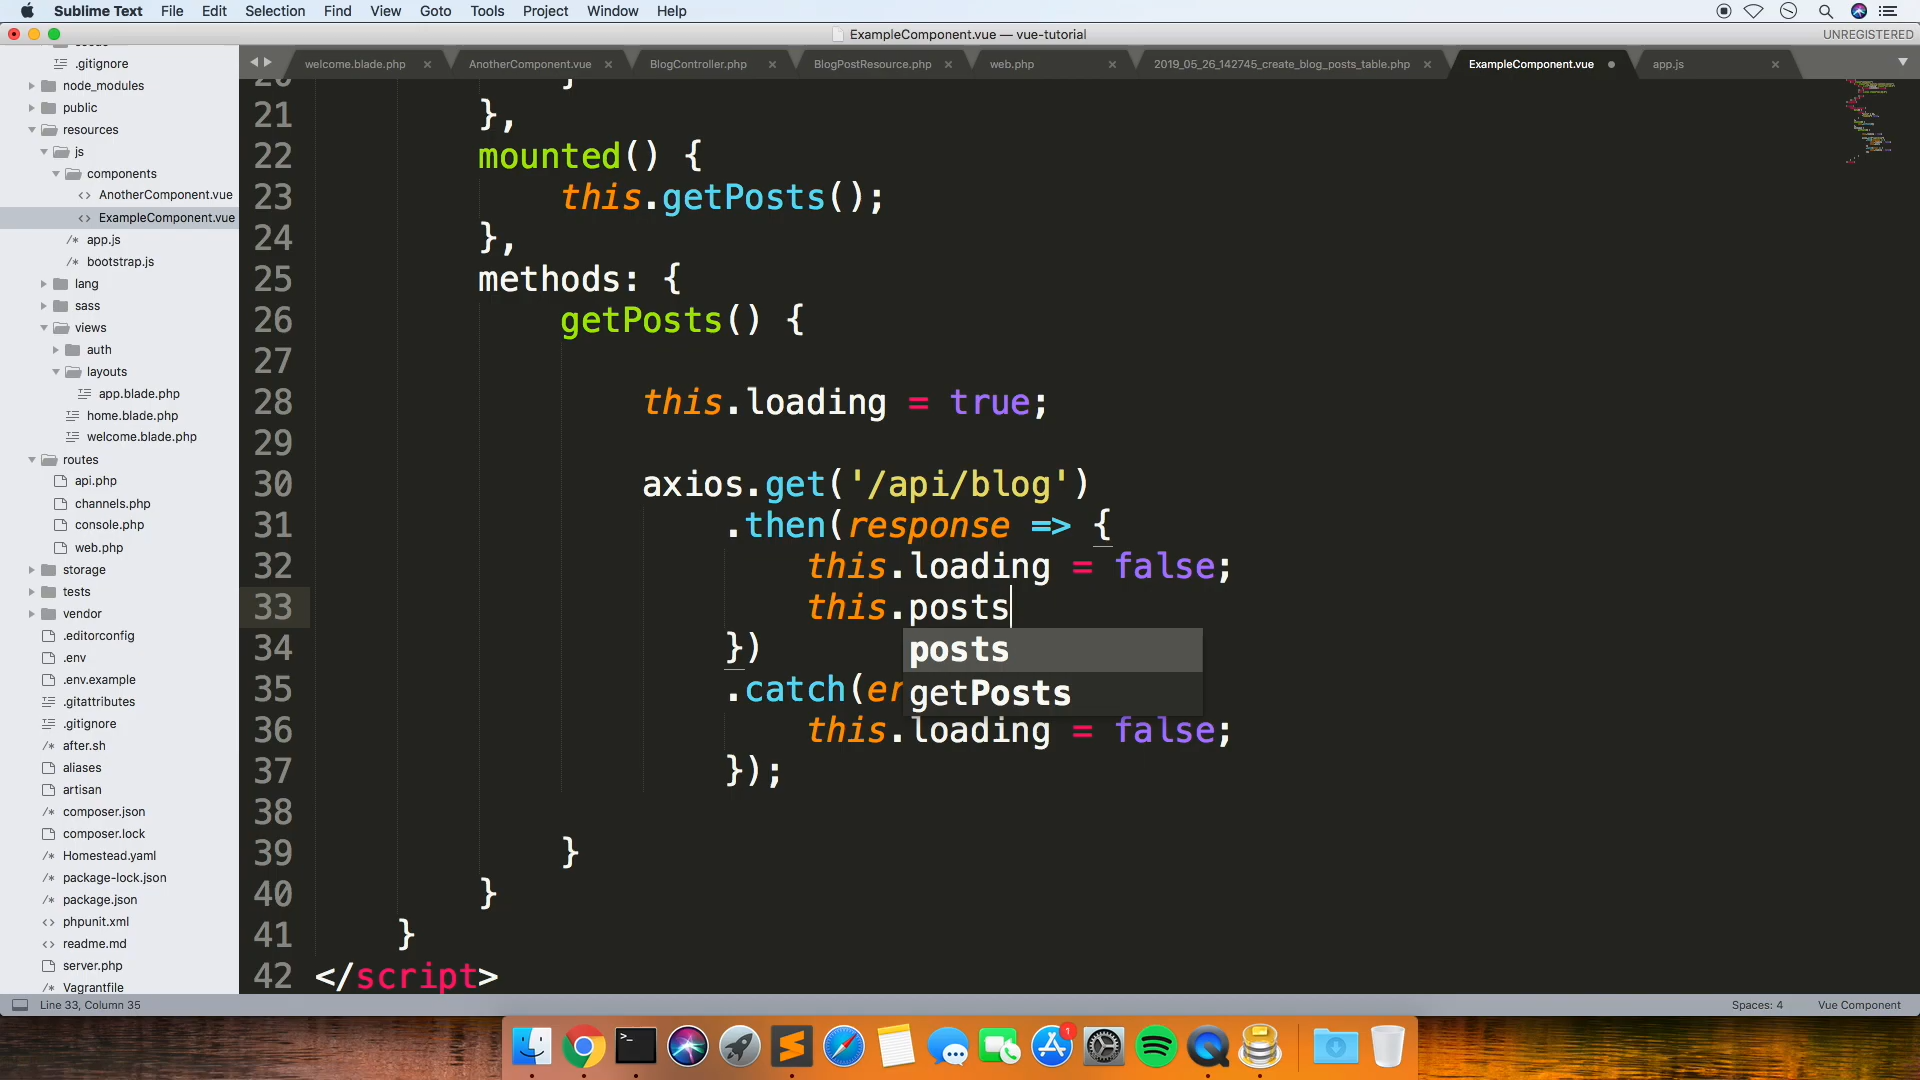 Sublime Text File Edit Selection Find View Goto Tools Project Window Help
ExampleComponent.vue — vue-tutorial UNREGISTERED
welcome.blade.php AnotherComponent.vue BlogController.php BlogPostResource.php web.php 2019_05_26_142745_create_blog_posts_table.php ExampleComponent.vue app.js
.gitignore
node_modules
public
resources
js
components
AnotherComponent.vue
ExampleComponent.vue
app.js
bootstrap.js
lang
sass
views
auth
layouts
app.blade.php
home.blade.php
welcome.blade.php
routes
api.php
channels.php
console.php
web.php
storage
tests
vendor
.editorconfig
.env
.env.example
.gitattributes
.gitignore
after.sh
aliases
artisan
composer.json
composer.lock
Homestead.yaml
package-lock.json
package.json
phpunit.xml
readme.md
server.php
Vagrantfile
20 }
21 },
22 mounted() {
23 this.getPosts();
24 },
25 methods: {
26 getPosts() {
27
28 this.loading = true;
29
30 axios.get('/api/blog')
31 .then(response => {
32 this.loading = false;
33 this.posts
34 })
35 .catch(er
36 this.loading = false;
37 });
38
39 }
40 }
41 }
42 </script>
posts
getPosts
Line 33, Column 35 Spaces: 4 Vue Component
1